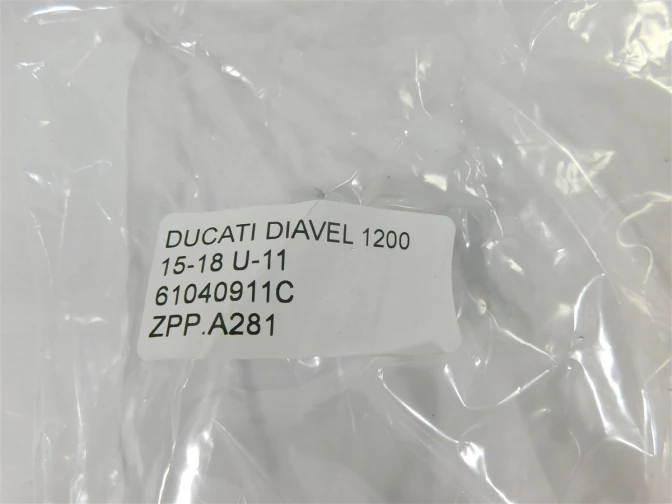 DUCATI DIAVEL 1200
15-18 U-11
61040911C
ZPP.A281